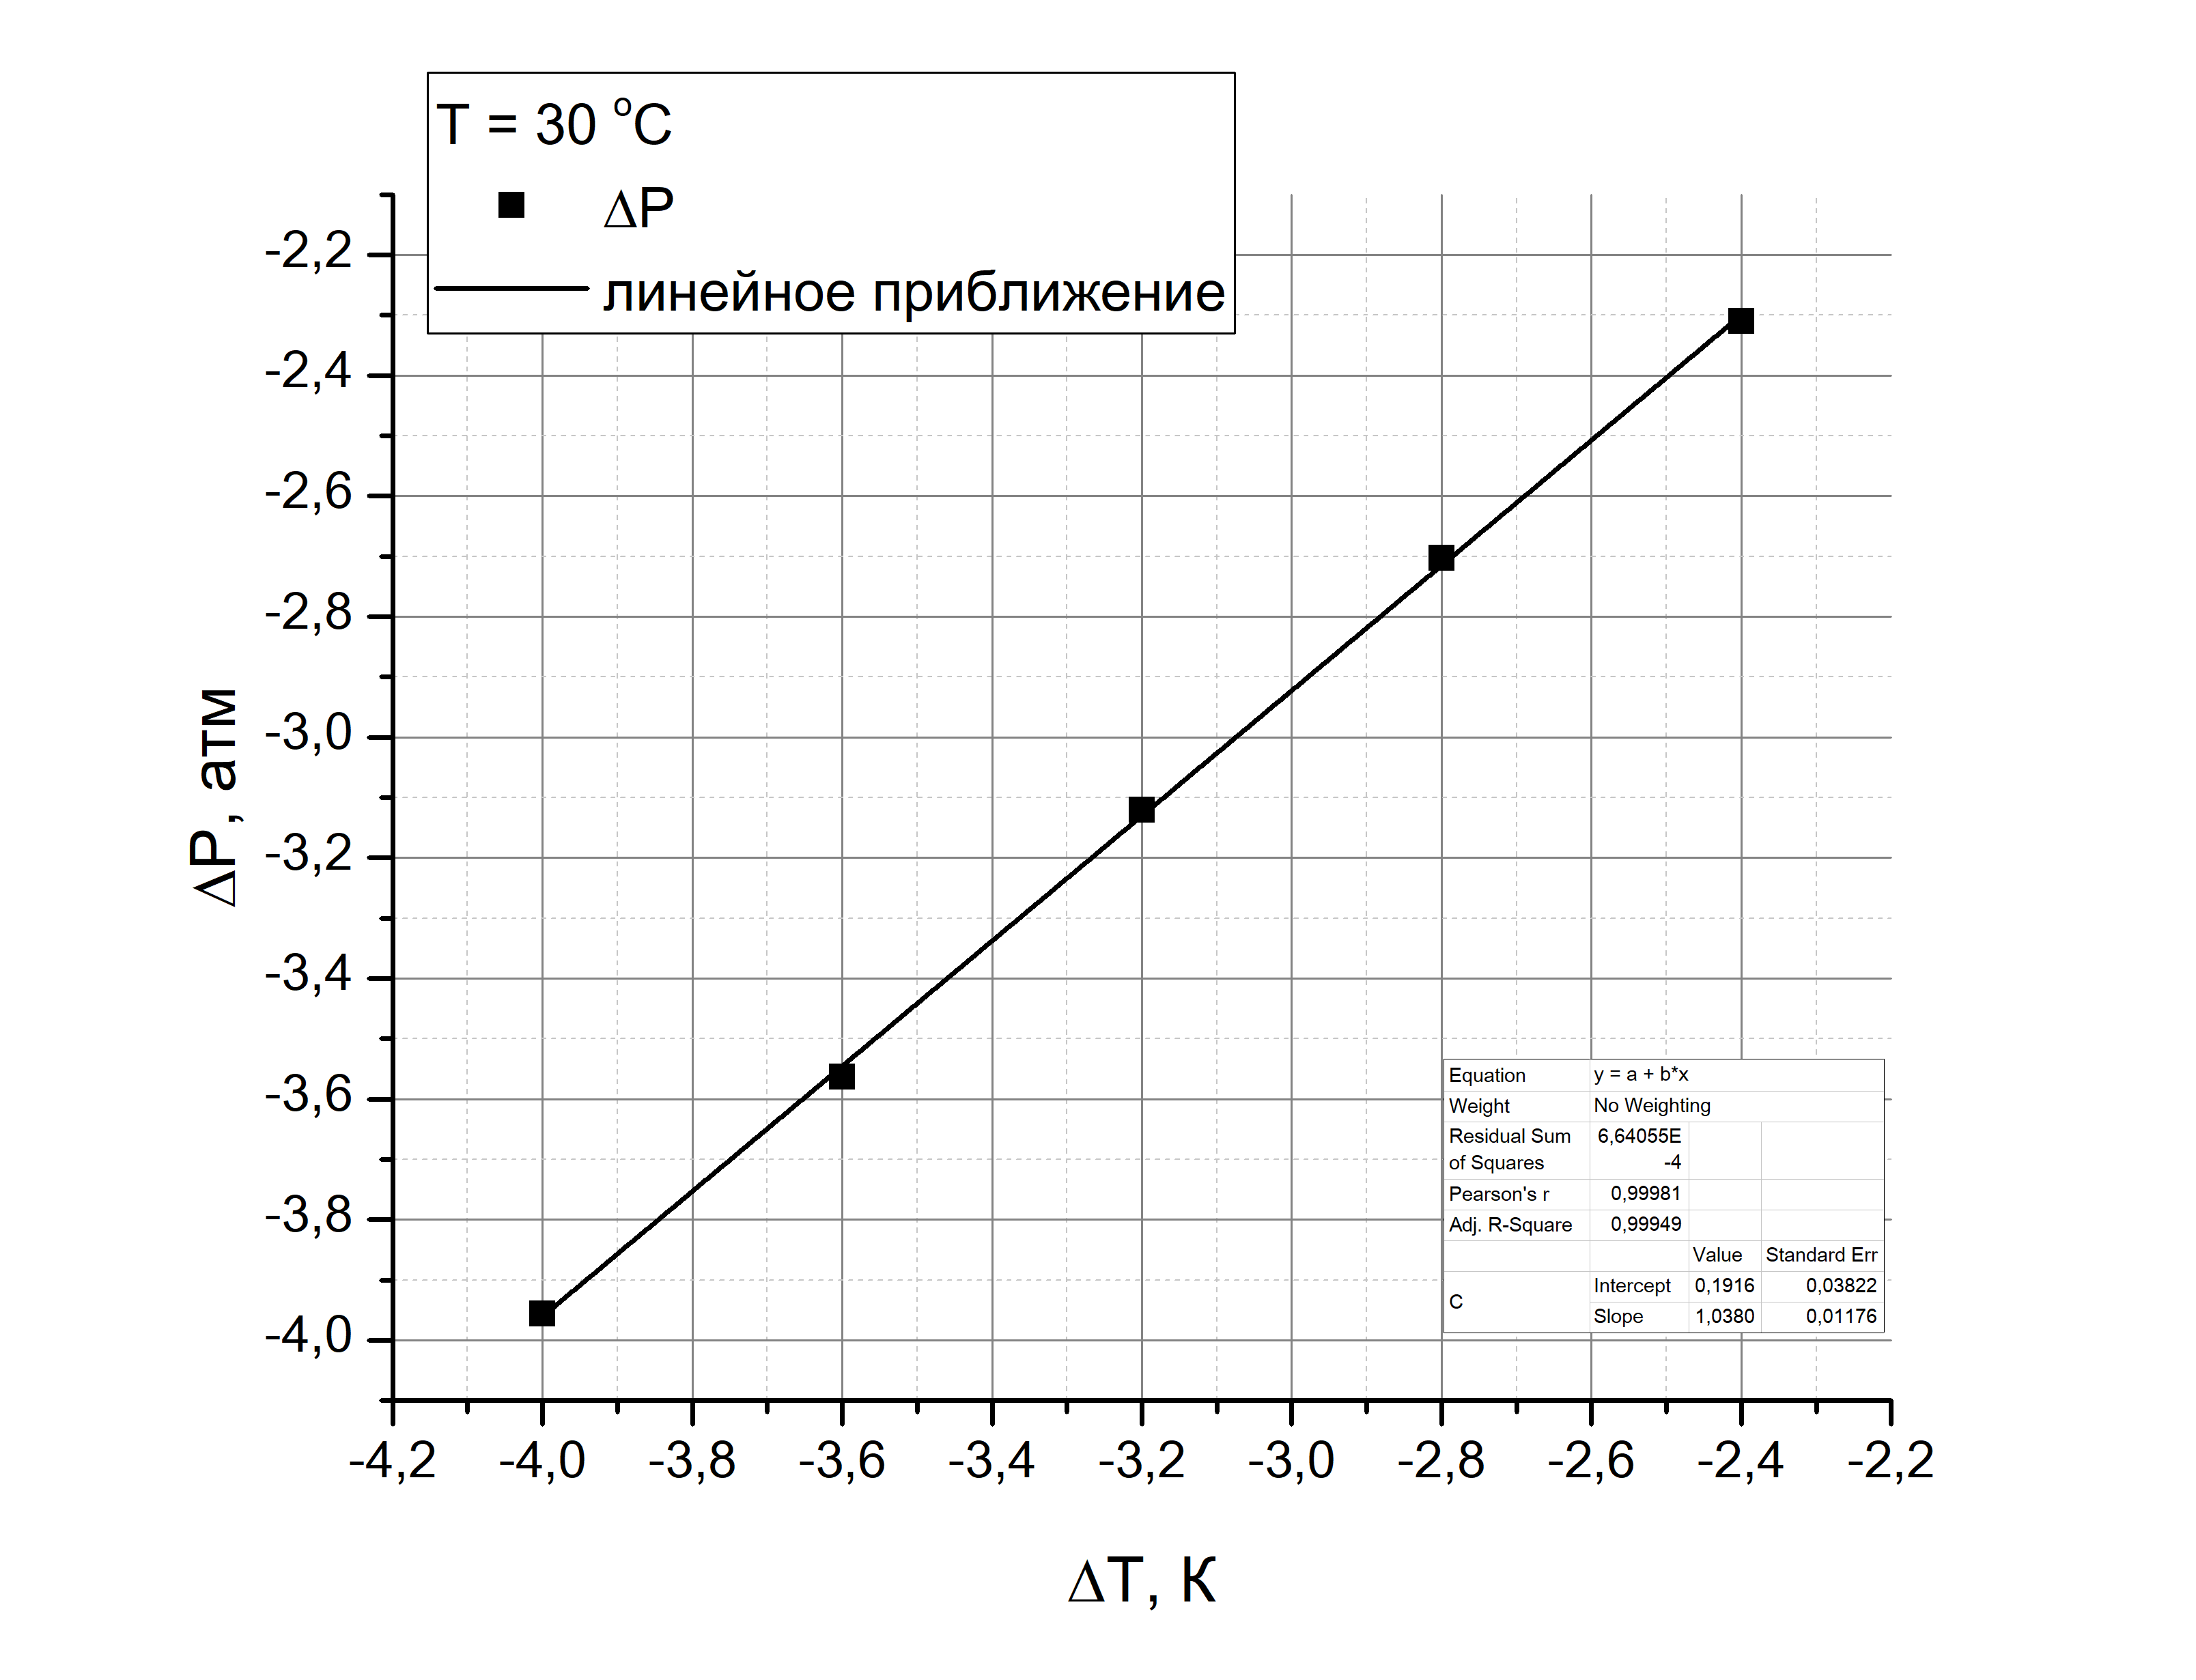 T = 30 °C
ΔP
линейное приближение
-2,2
-2,4
-2,6
-2,8
-3,0
-3,2
-3,4
-3,6
-3,8
-4,0
ΔP, атм
Equation y = a + b*x
Weight No Weighting
Residual Sum of Squares 6,64055E-4
Pearson's r 0,99981
Adj. R-Square 0,99949
Value Standard Err
C
Intercept 0,1916 0,03822
Slope 1,0380 0,01176
-4,2 -4,0 -3,8 -3,6 -3,4 -3,2 -3,0 -2,8 -2,6 -2,4 -2,2
ΔT, К